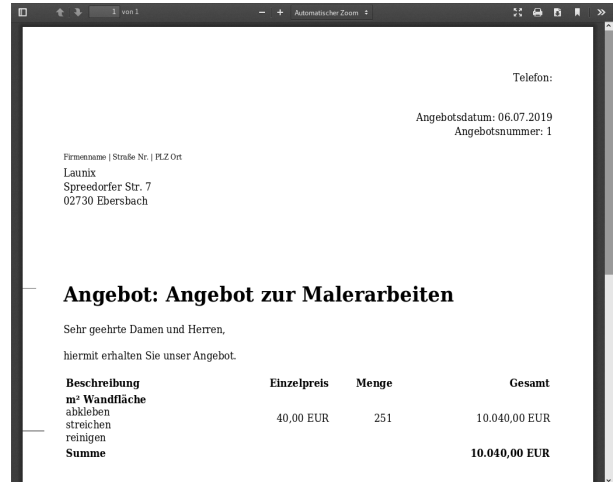 1 von 1 − + Automatischer Zoom
Telefon:
Angebotsdatum: 06.07.2019
Angebotsnummer: 1
Firmenname | Straße Nr. | PLZ Ort
Launix
Spreedorfer Str. 7
02730 Ebersbach
Angebot: Angebot zur Malerarbeiten
Sehr geehrte Damen und Herren,
hiermit erhalten Sie unser Angebot.
Beschreibung Einzelpreis Menge Gesamt
m² Wandfläche
abkleben
streichen 40,00 EUR 251 10.040,00 EUR
reinigen
Summe 10.040,00 EUR